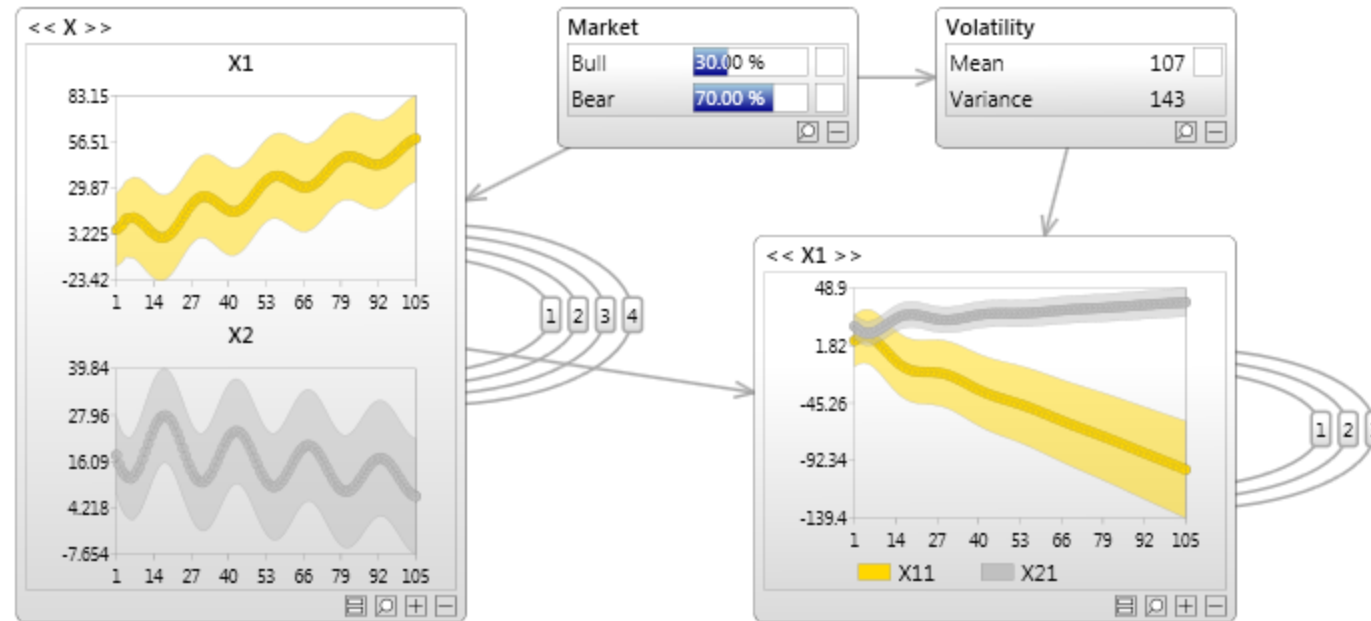 << X >>
X1
83.15
56.51
29.87
3.225
-23.42
1 14 27 40 53 66 79 92 105
X2
39.84
27.96
16.09
4.218
-7.654
1 14 27 40 53 66 79 92 105
1 2 3 4
Market
Bull 30.00 %
Bear 70.00 %
Volatility
Mean 107
Variance 143
<< X1 >>
48.9
1.82
-45.26
-92.34
-139.4
1 14 27 40 53 66 79 92 105
X11 X21
1 2